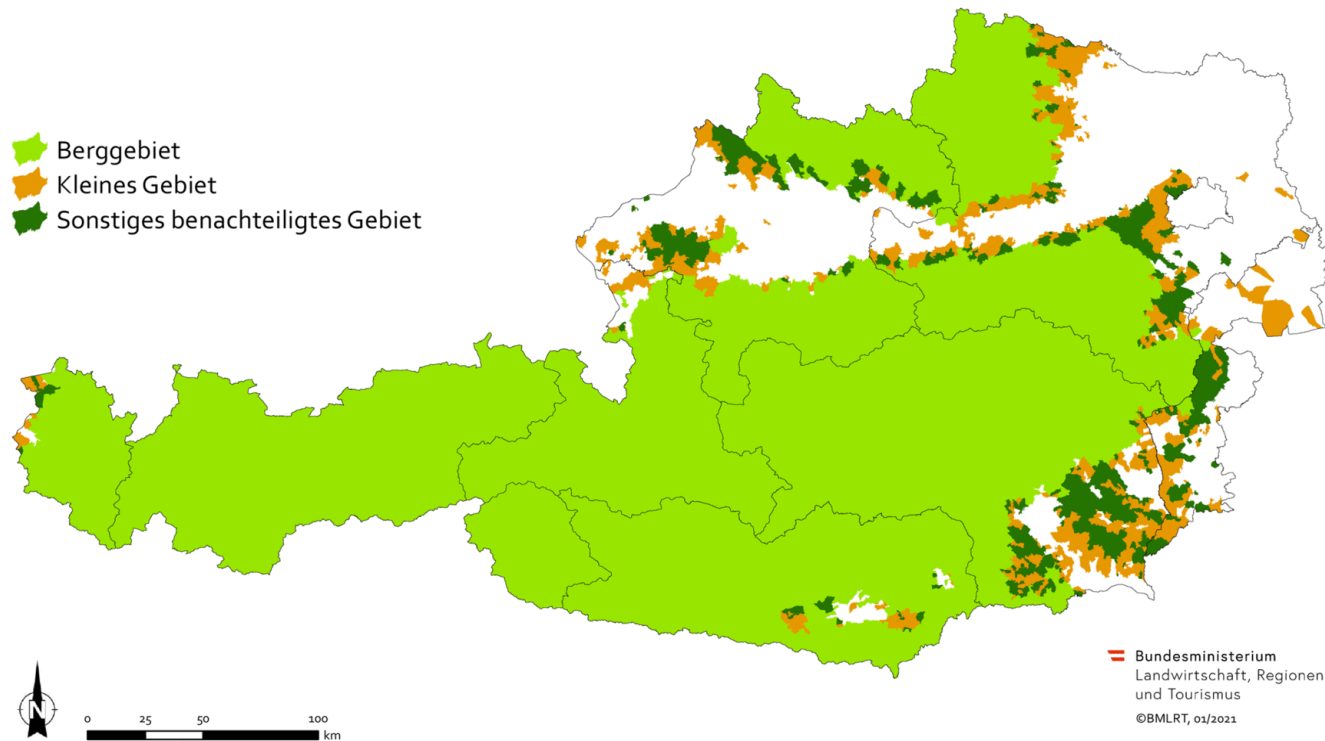 Berggebiet
Kleines Gebiet
Sonstiges benachteiligtes Gebiet
N
0 25 50 100
km
Bundesministerium
Landwirtschaft, Regionen
und Tourismus
©BMLRT, 01/2021